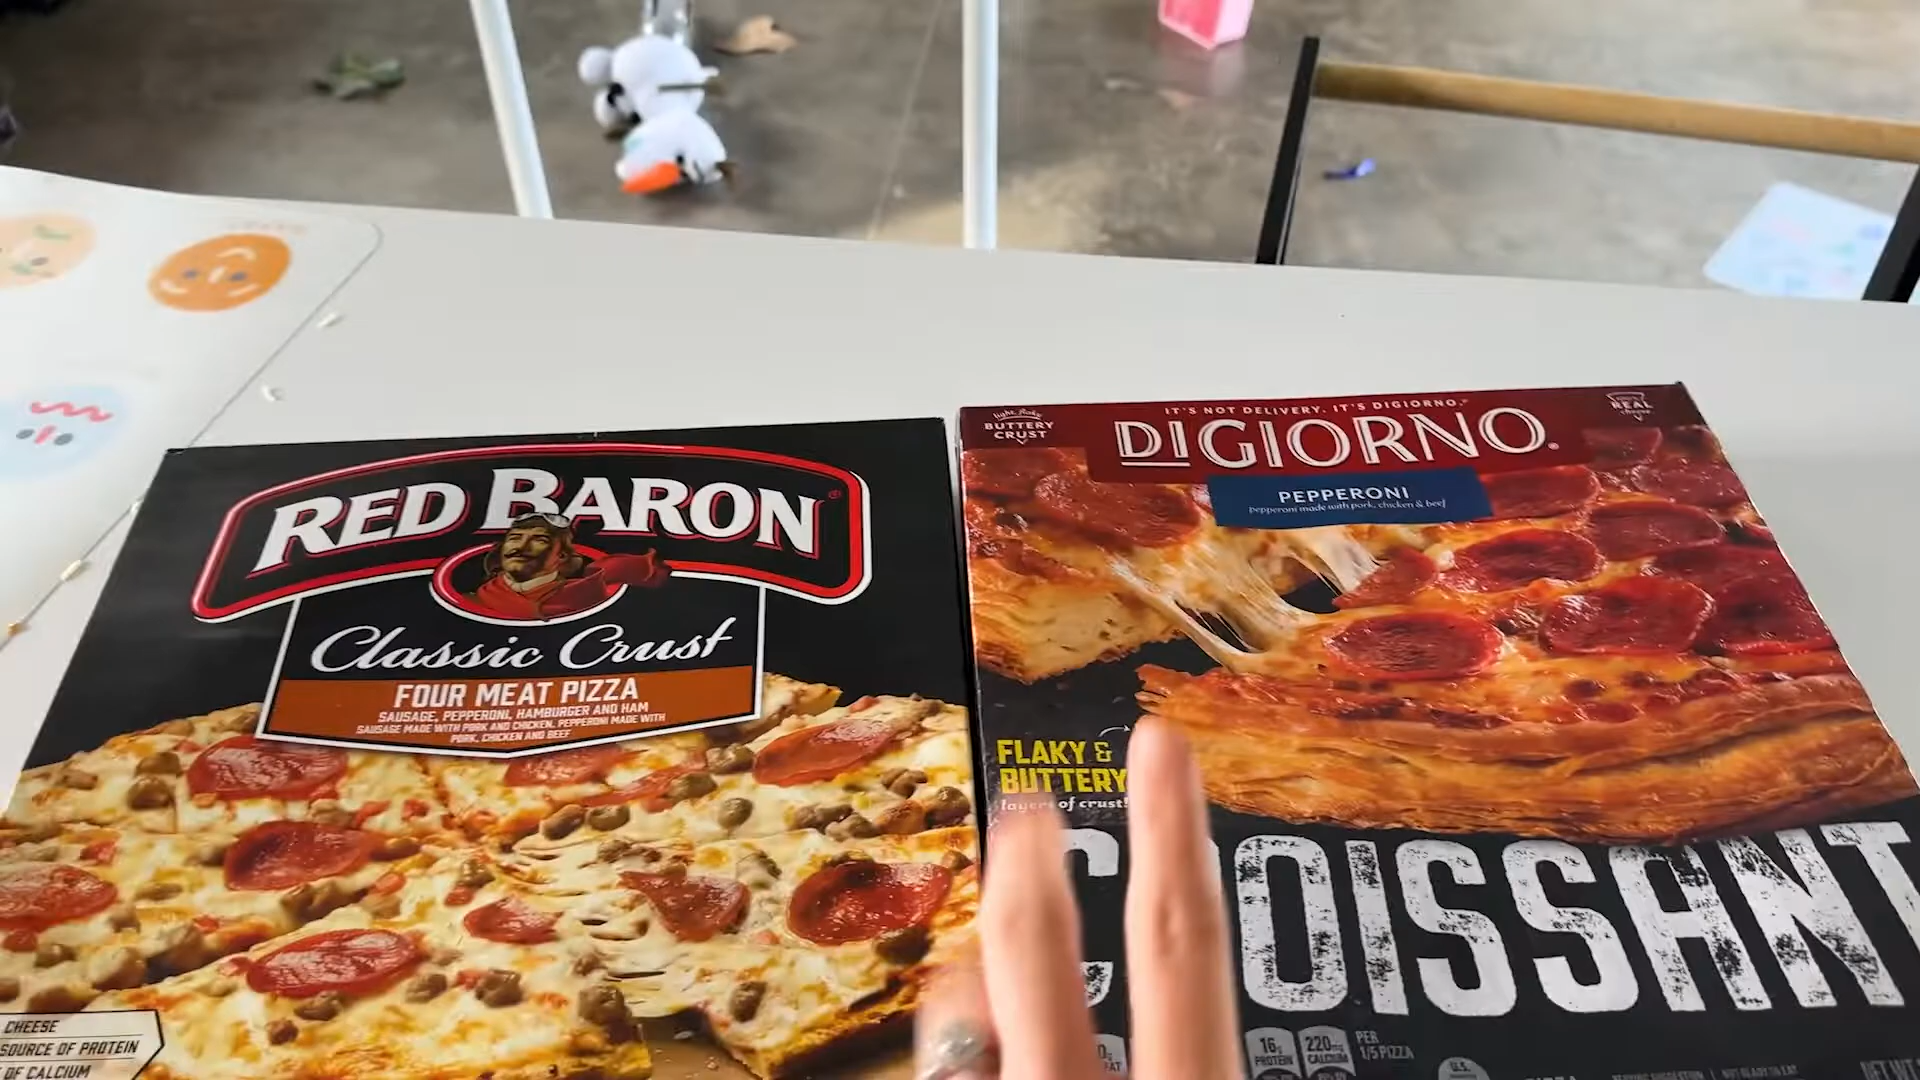 RED BARON®
Classic Crust
FOUR MEAT PIZZA
SAUSAGE, PEPPERONI, HAMBURGER AND HAM
SAUSAGE MADE WITH PORK AND CHICKEN, PEPPERONI MADE WITH
PORK, CHICKEN AND BEEF
CHEESE
SOURCE OF PROTEIN
OF CALCIUM
IT'S NOT DELIVERY. IT'S DIGIORNO.®
light, flaky
BUTTERY
CRUST
DIGIORNO®
REAL
cheese
PEPPERONI
pepperoni made with pork, chicken & beef
FLAKY &
BUTTERY
layers of crust!
C OISSANT
16g
PROTEIN
220mg
CALCIUM
PER
1/5 PIZZA
U.S.